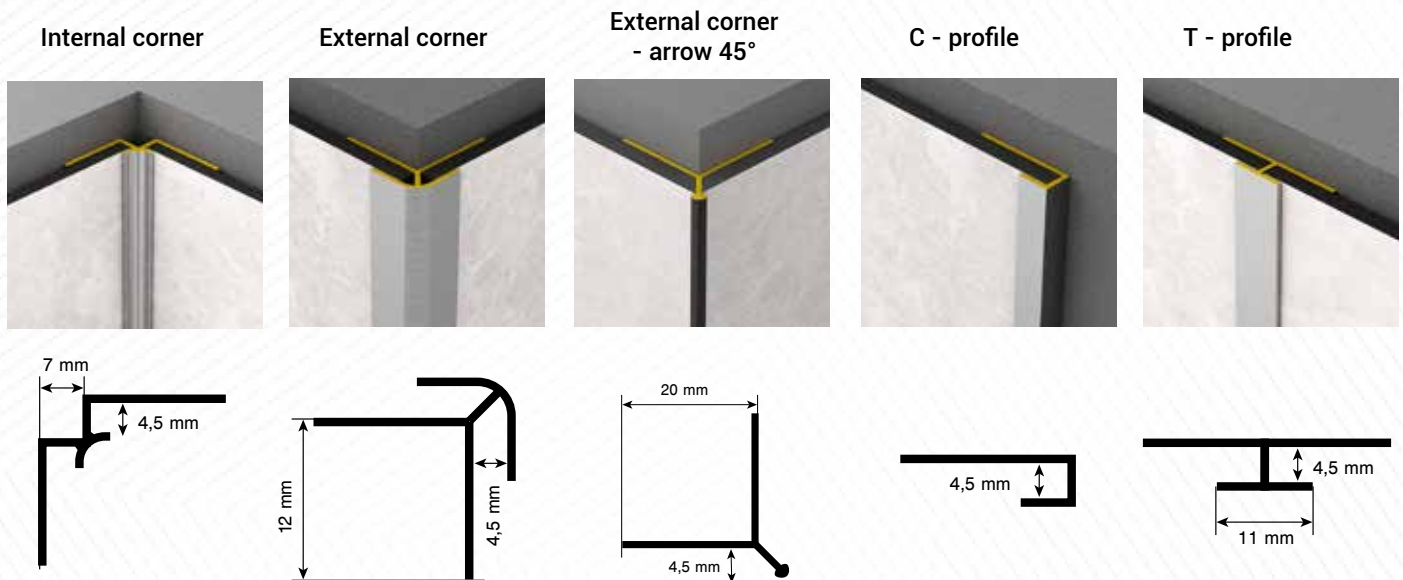 Internal corner
External corner
External corner
- arrow 45°
C - profile
T - profile
7 mm
4,5 mm
12 mm
4,5 mm
20 mm
4,5 mm
4,5 mm
4,5 mm
11 mm